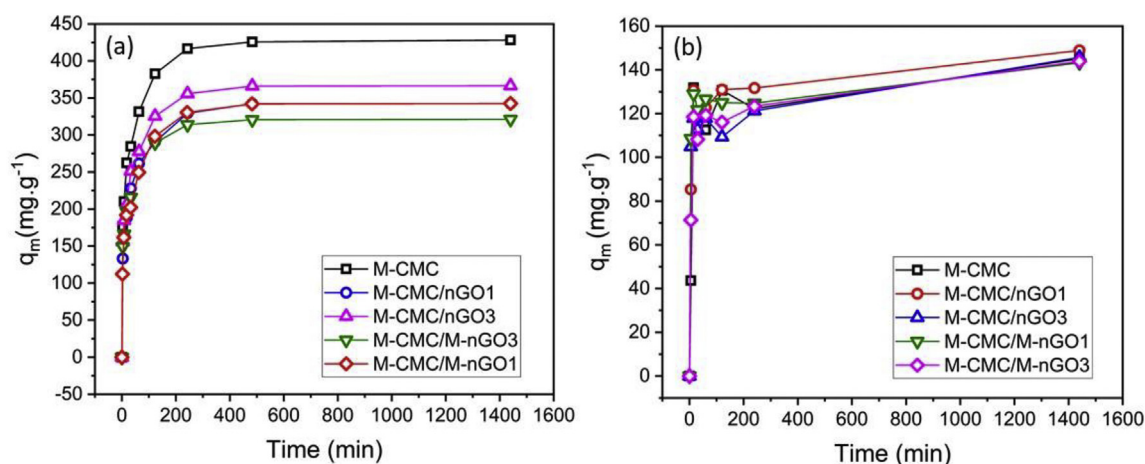 (a)
450
400
350
300
250
200
150
100
50
0
-50
qm(mg.g-1)
M-CMC
M-CMC/nGO1
M-CMC/nGO3
M-CMC/M-nGO3
M-CMC/M-nGO1
0 200 400 600 800 1000 1200 1400 1600
Time (min)
(b)
160
140
120
100
80
60
40
20
0
qm (mg.g-1)
M-CMC
M-CMC/nGO1
M-CMC/nGO3
M-CMC/M-nGO1
M-CMC/M-nGO3
0 200 400 600 800 1000 1200 1400 1600
Time (min)